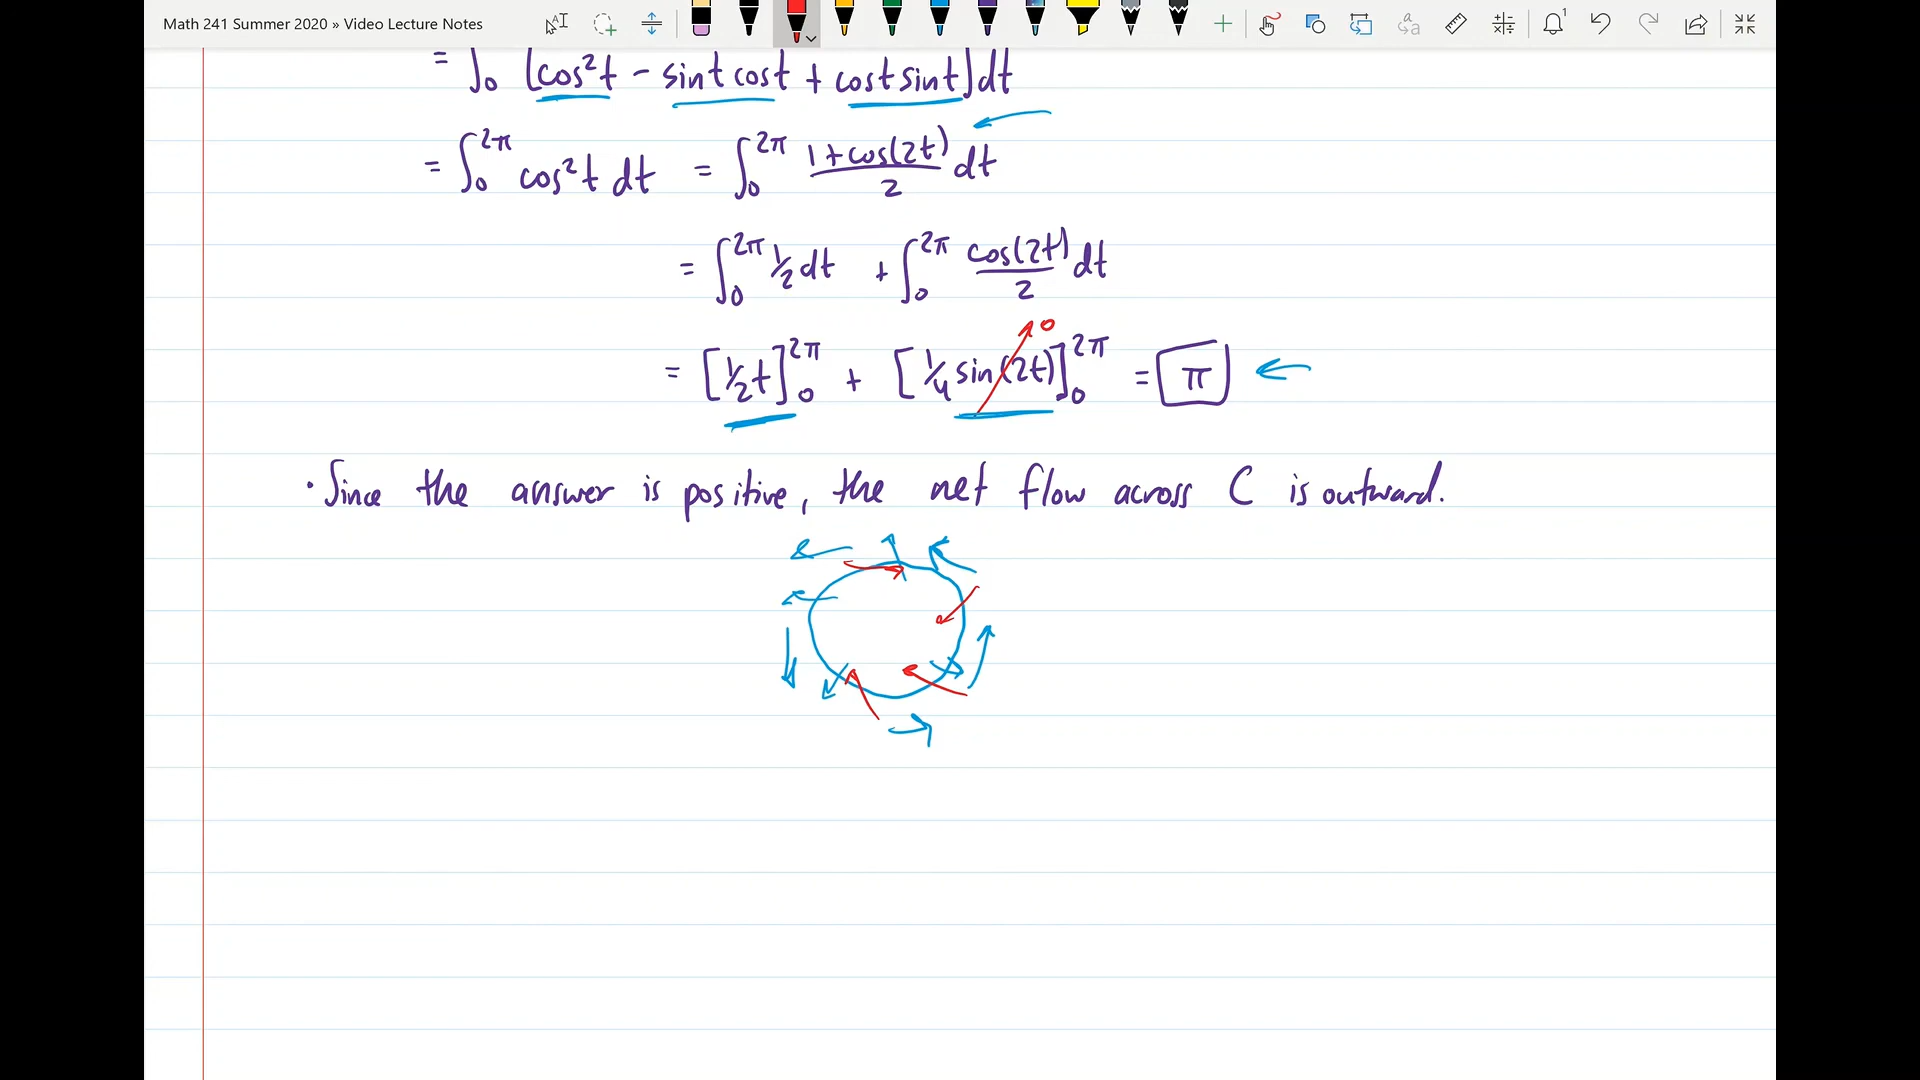 Math 241 Summer 2020 » Video Lecture Notes
= ∫₀ [cos²t - sint cost + cost sint] dt
= ∫₀^2π cos²t dt = ∫₀^2π (1+cos(2t))/2 dt
= ∫₀^2π 1/2 dt + ∫₀^2π cos(2t)/2 dt
= [1/2 t]₀^2π + [1/4 sin(2t)]₀^2π 0 = π
• Since the answer is positive, the net flow across C is outward.